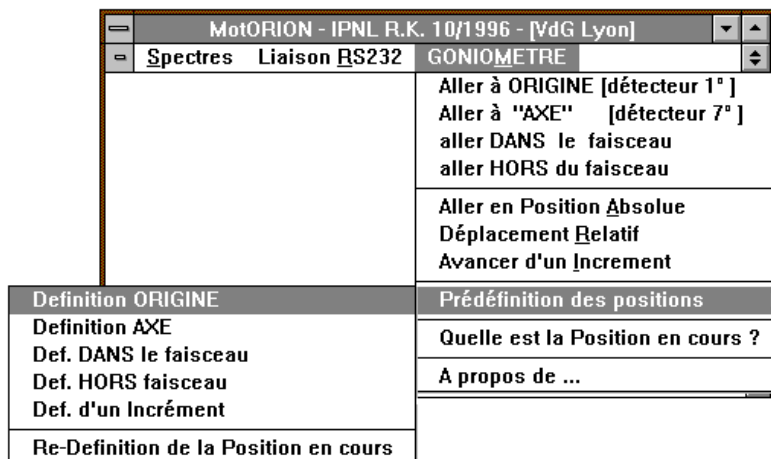 MotORION - IPNL R.K. 10/1996 - [VdG Lyon]
Spectres Liaison RS232 GONIOMETRE
Aller à ORIGINE [détecteur 1° ]
Aller à "AXE" [détecteur 7° ]
aller DANS le faisceau
aller HORS du faisceau
Aller en Position Absolue
Déplacement Relatif
Avancer d'un Increment
Prédéfinition des positions
Quelle est la Position en cours ?
A propos de ...
Definition ORIGINE
Definition AXE
Def. DANS le faisceau
Def. HORS faisceau
Def. d'un Incrément
Re-Definition de la Position en cours